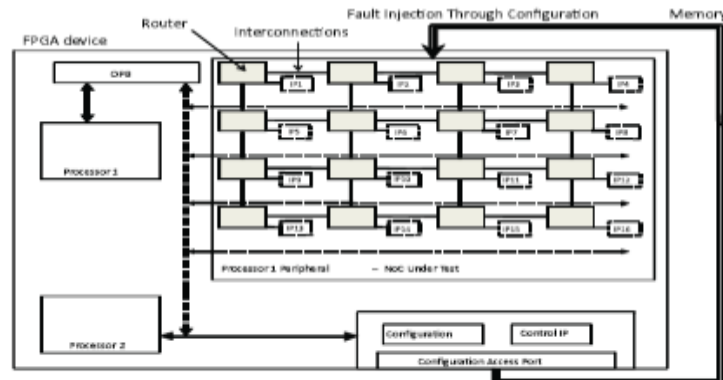 Fault Injection Through Configuration Memory
Router
Interconnections
FPGA device
OPB
IP1 IP2 IP3 IP4
IP5 IP6 IP7 IP8
Processor 1
IP9 IP10 IP11 IP12
IP13 IP14 IP15 IP16
Processor 1 Peripheral – NoC Under Test
Configuration Control IP
Processor 2
Configuration Access Port